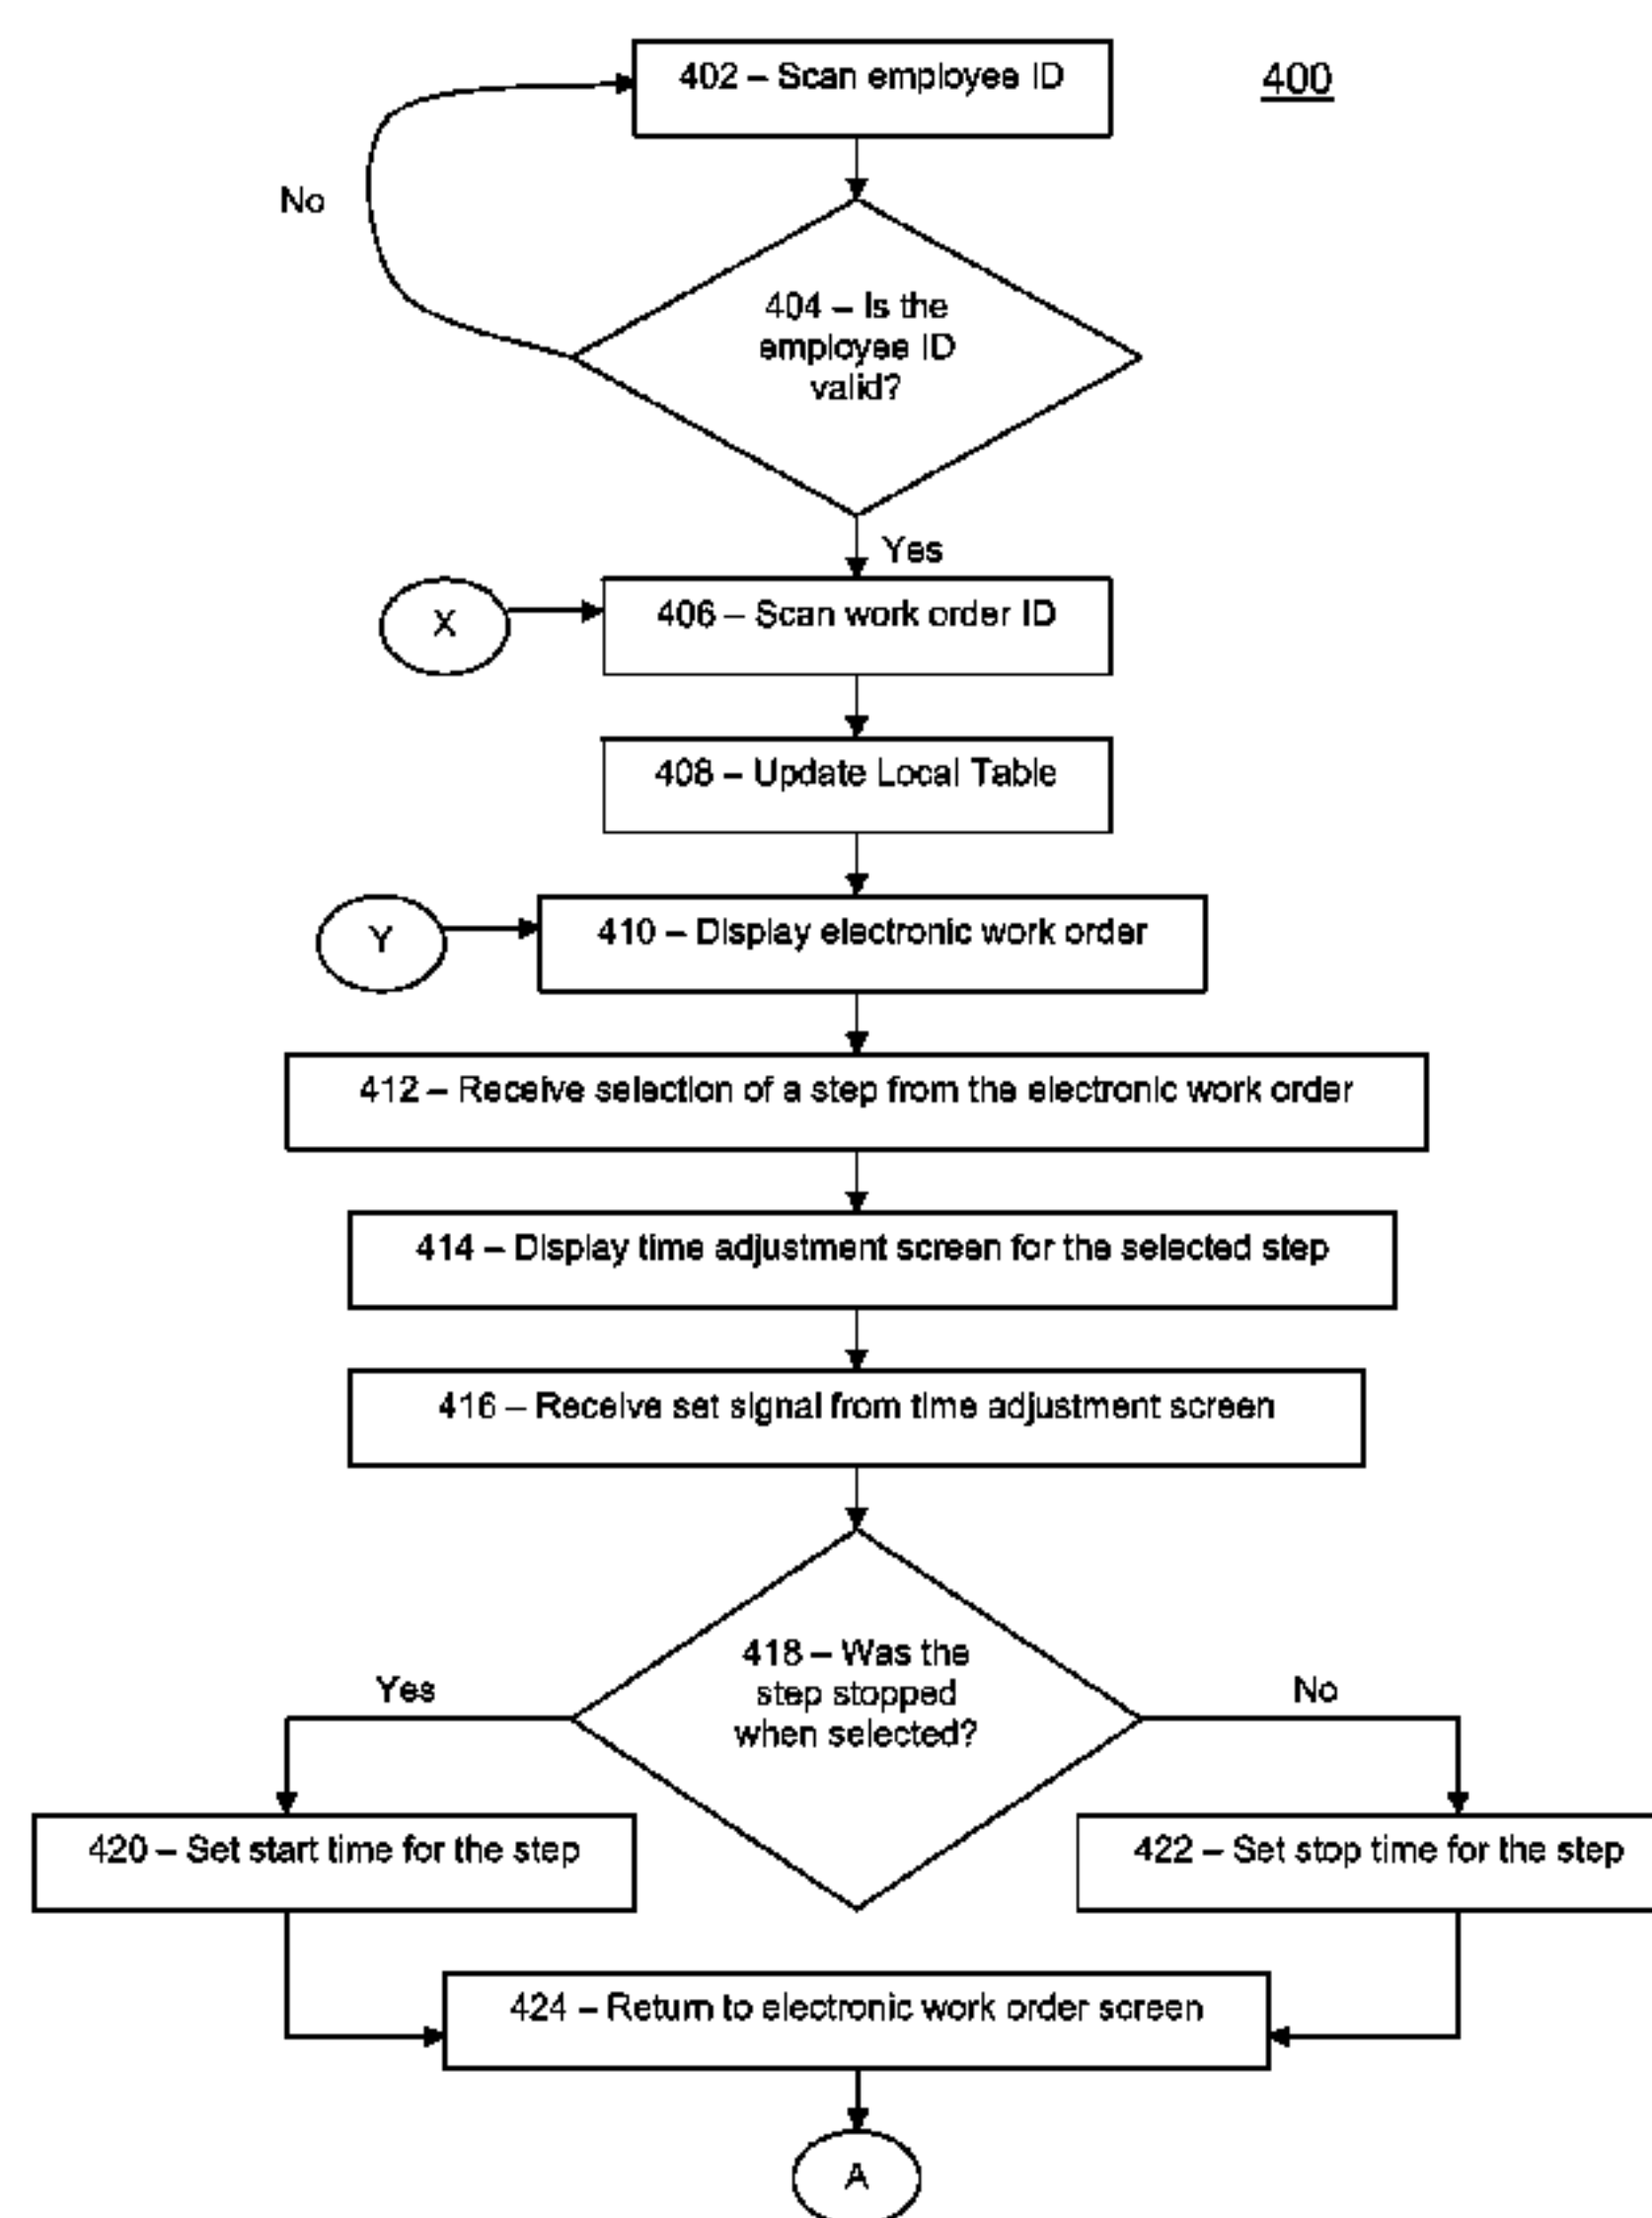 402 – Scan employee ID
400
No
404 – Is the
employee ID
valid?
Yes
X
406 – Scan work order ID
408 – Update Local Table
Y
410 – Display electronic work order
412 – Receive selection of a step from the electronic work order
414 – Display time adjustment screen for the selected step
416 – Receive set signal from time adjustment screen
418 – Was the
step stopped
when selected?
Yes
No
420 – Set start time for the step
422 – Set stop time for the step
424 – Return to electronic work order screen
A